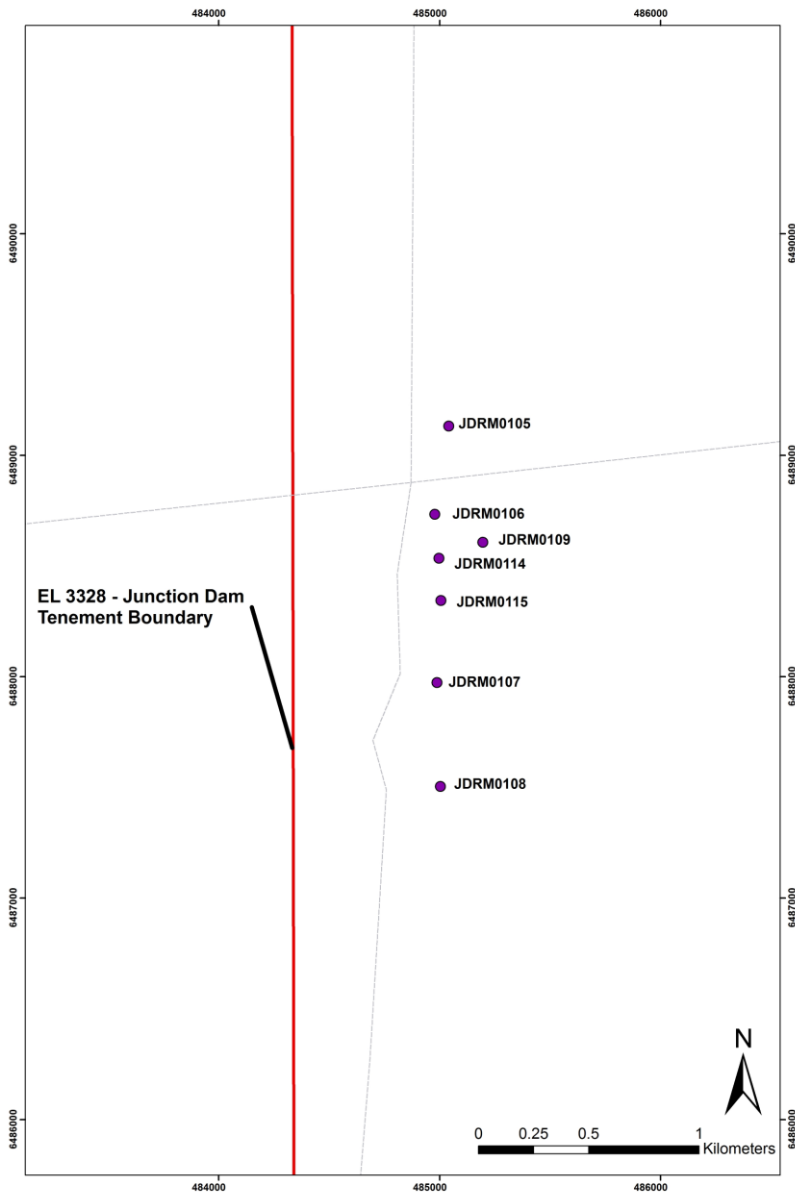 484000
485000
486000
6490000
6490000
JDRM0105
6489000
6489000
JDRM0106
JDRM0109
JDRM0114
EL 3328 - Junction Dam
Tenement Boundary
JDRM0115
6488000
6488000
JDRM0107
JDRM0108
6487000
6487000
N
6486000
6486000
0 0.25 0.5 1
Kilometers
484000
485000
486000